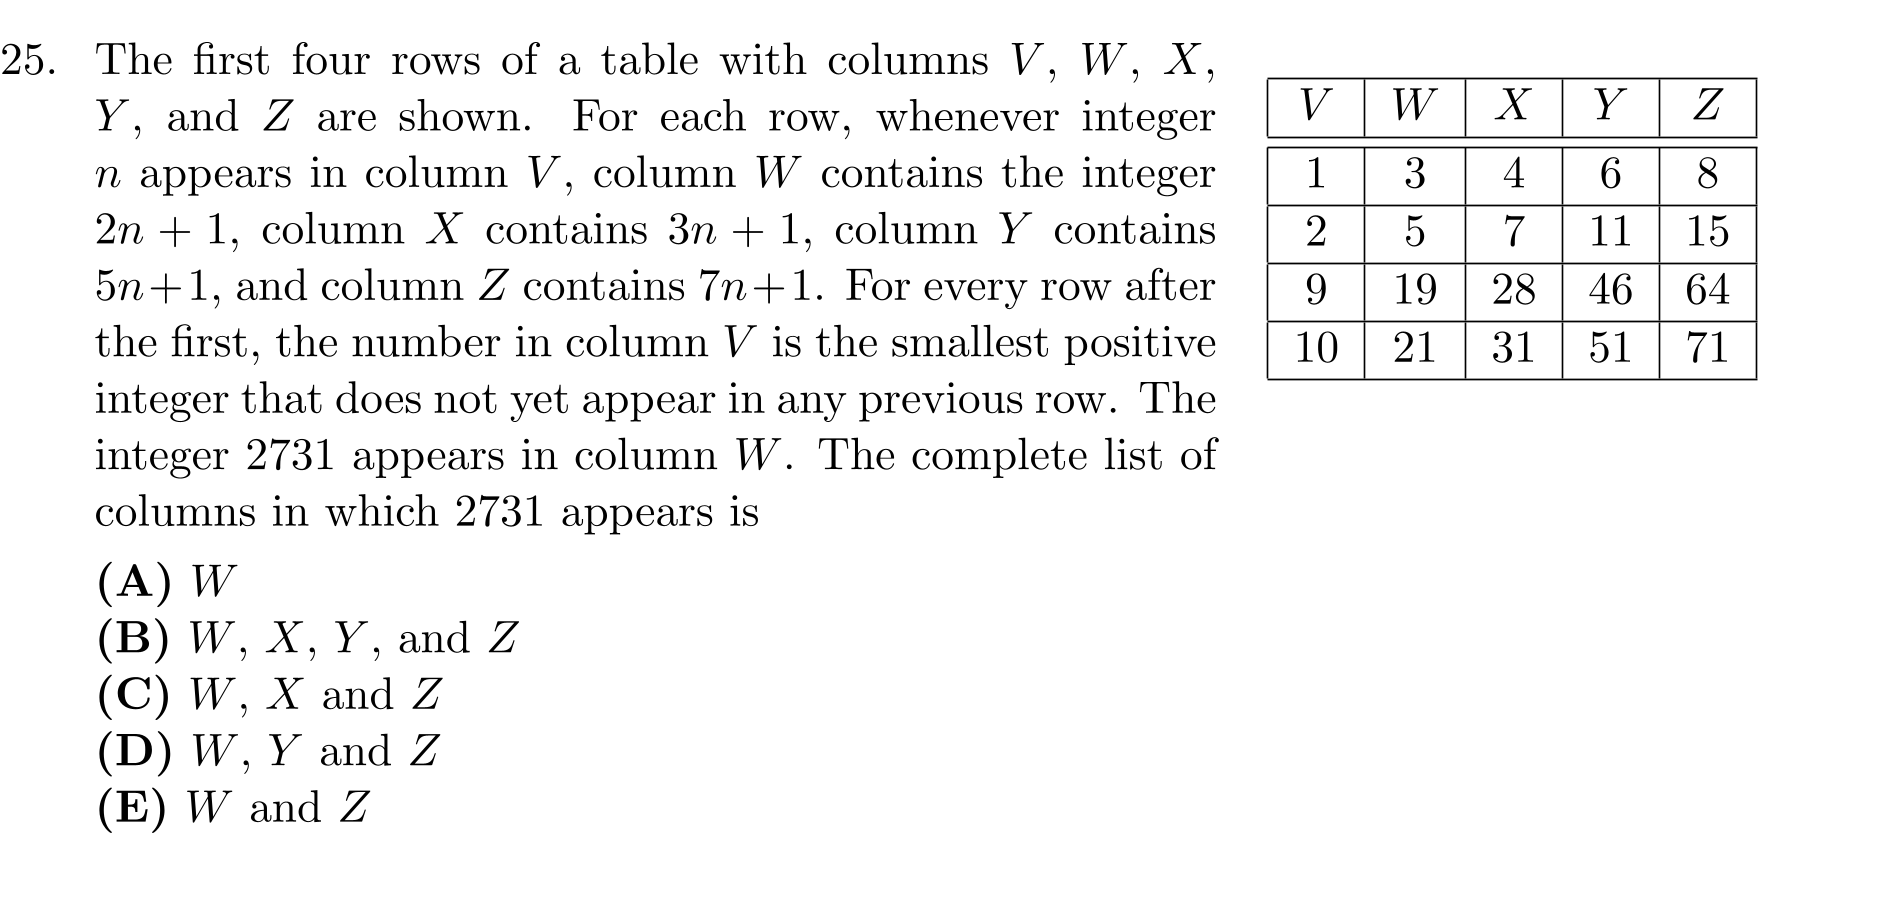 25. The first four rows of a table with columns V, W, X,
Y, and Z are shown. For each row, whenever integer
n appears in column V, column W contains the integer
2n + 1, column X contains 3n + 1, column Y contains
5n+1, and column Z contains 7n+1. For every row after
the first, the number in column V is the smallest positive
integer that does not yet appear in any previous row. The
integer 2731 appears in column W. The complete list of
columns in which 2731 appears is
(A) W
(B) W, X, Y, and Z
(C) W, X and Z
(D) W, Y and Z
(E) W and Z
V W X Y Z
1 3 4 6 8
2 5 7 11 15
9 19 28 46 64
10 21 31 51 71